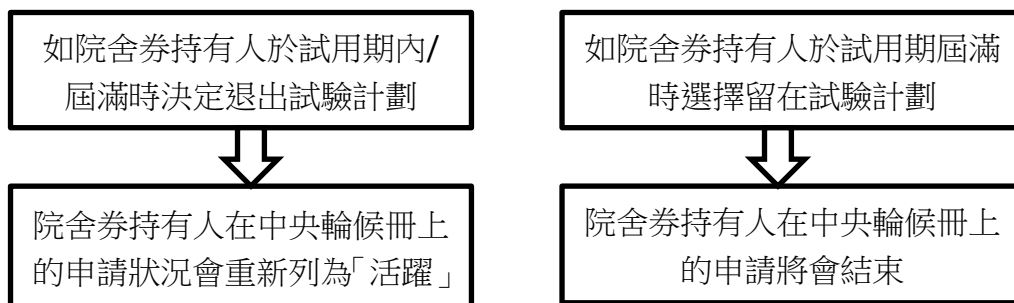 如院舍券持有人於試用期內/
屆滿時決定退出試驗計劃
院舍券持有人在中央輪候冊上
的申請狀況會重新列為「活躍」
如院舍券持有人於試用期屆滿
時選擇留在試驗計劃
院舍券持有人在中央輪候冊上
的申請將會結束